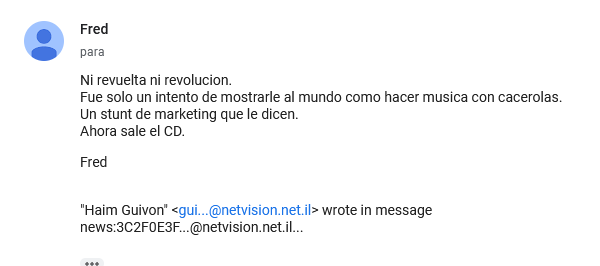 Fred
para
Ni revuelta ni revolucion.
Fue solo un intento de mostrarle al mundo como hacer musica con cacerolas.
Un stunt de marketing que le dicen.
Ahora sale el CD.
Fred
"Haim Guivon" <gui...@netvision.net.il> wrote in message
news:3C2F0E3F...@netvision.net.il...